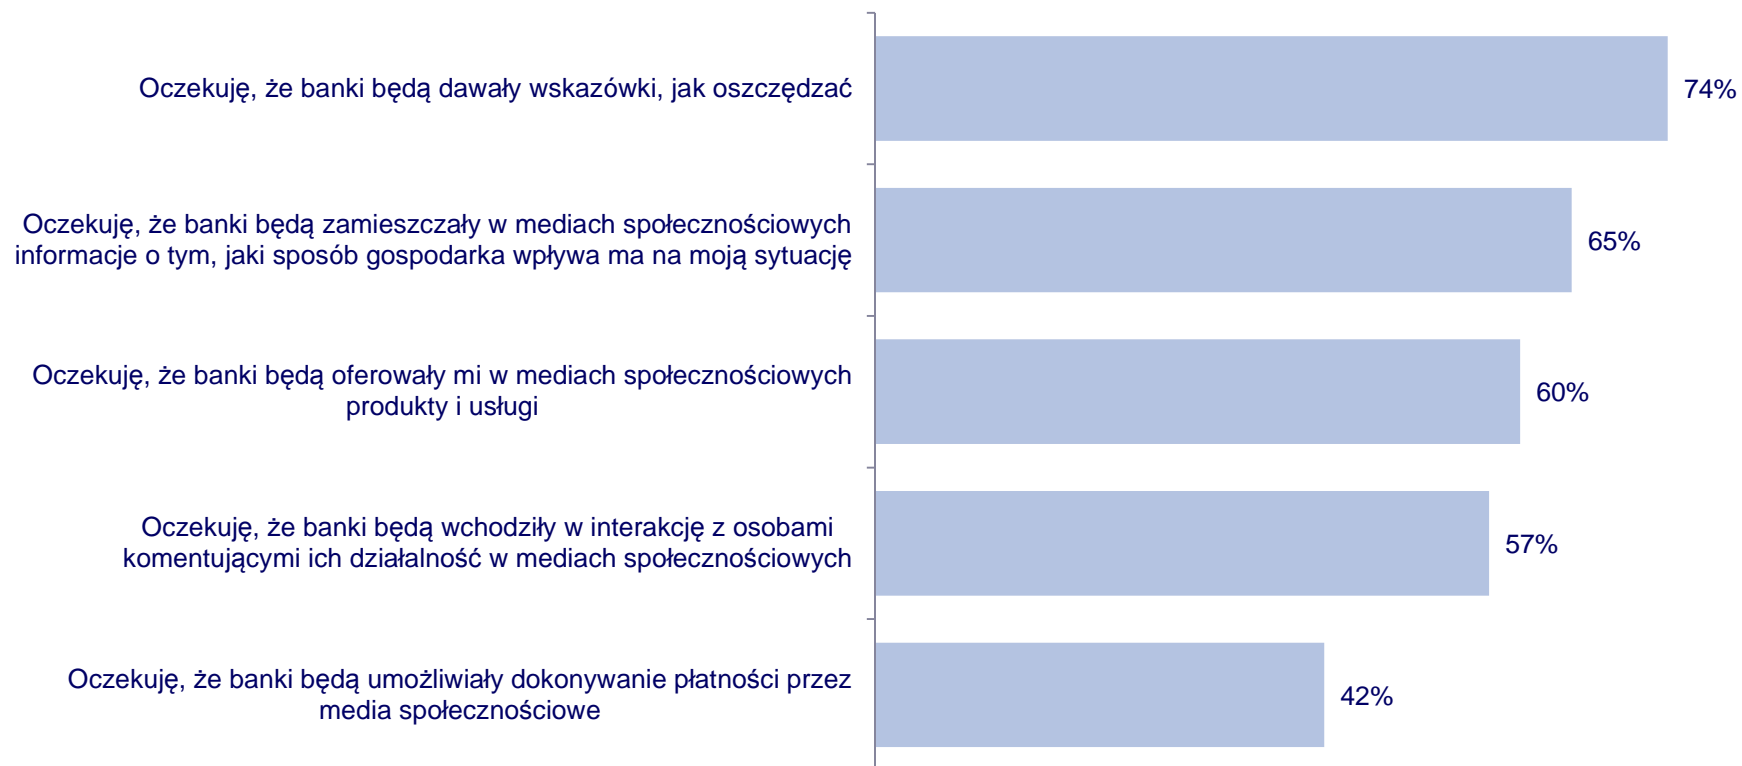 Oczekuję, że banki będą dawały wskazówki, jak oszczędzać
74%
Oczekuję, że banki będą zamieszczały w mediach społecznościowych
informacje o tym, jaki sposób gospodarka wpływa ma na moją sytuację
65%
Oczekuję, że banki będą oferowały mi w mediach społecznościowych
produkty i usługi
60%
Oczekuję, że banki będą wchodziły w interakcję z osobami
komentującymi ich działalność w mediach społecznościowych
57%
Oczekuję, że banki będą umożliwiały dokonywanie płatności przez
media społecznościowe
42%